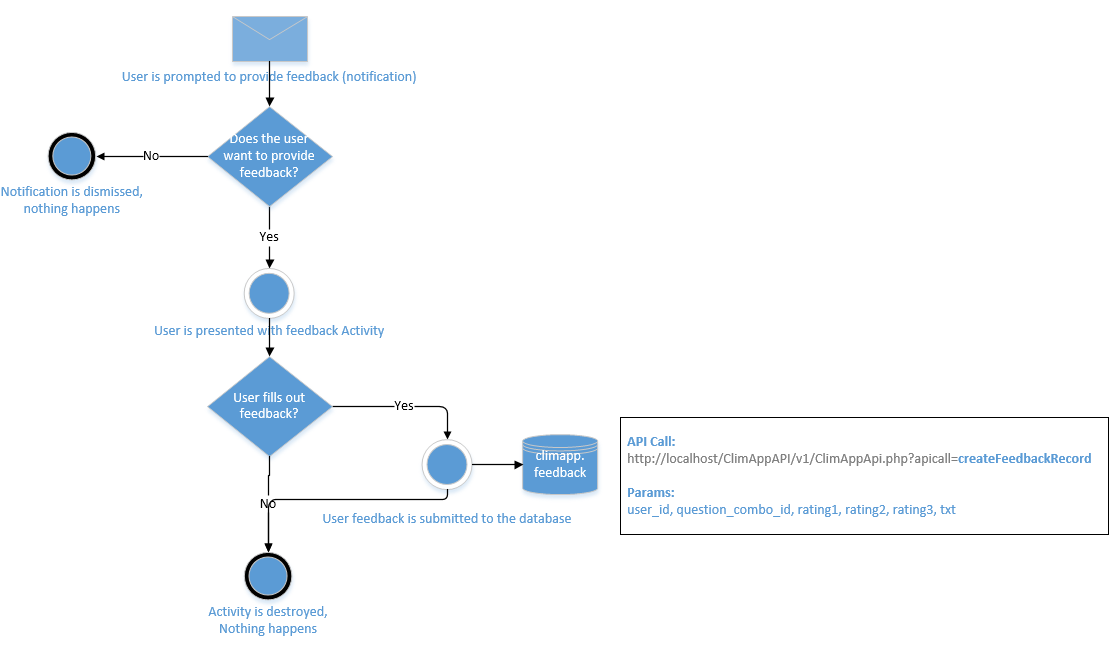 User is prompted to provide feedback (notification)
Does the user
want to provide
feedback?
No
Notification is dismissed,
nothing happens
Yes
User is presented with feedback Activity
User fills out
feedback?
Yes
climapp.
feedback
API Call:
http://localhost/ClimAppAPI/v1/ClimAppApi.php?apicall=createFeedbackRecord
Params:
user_id, question_combo_id, rating1, rating2, rating3, txt
No
User feedback is submitted to the database
Activity is destroyed,
Nothing happens